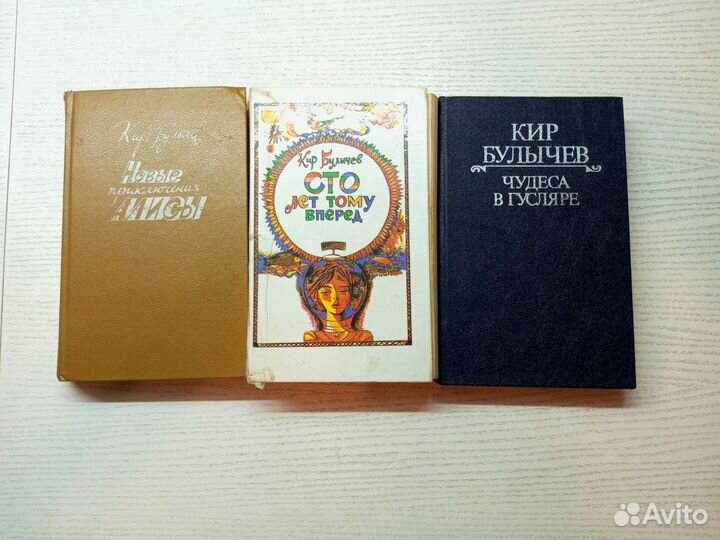 Кир Булычев
Новые
приключения
АЛИСЫ
Кир Булычев
СТО
ЛЕТ ТОМУ
ВПЕРЕД
КИР
БУЛЫЧЕВ
ЧУДЕСА
В ГУСЛЯРЕ
Avito